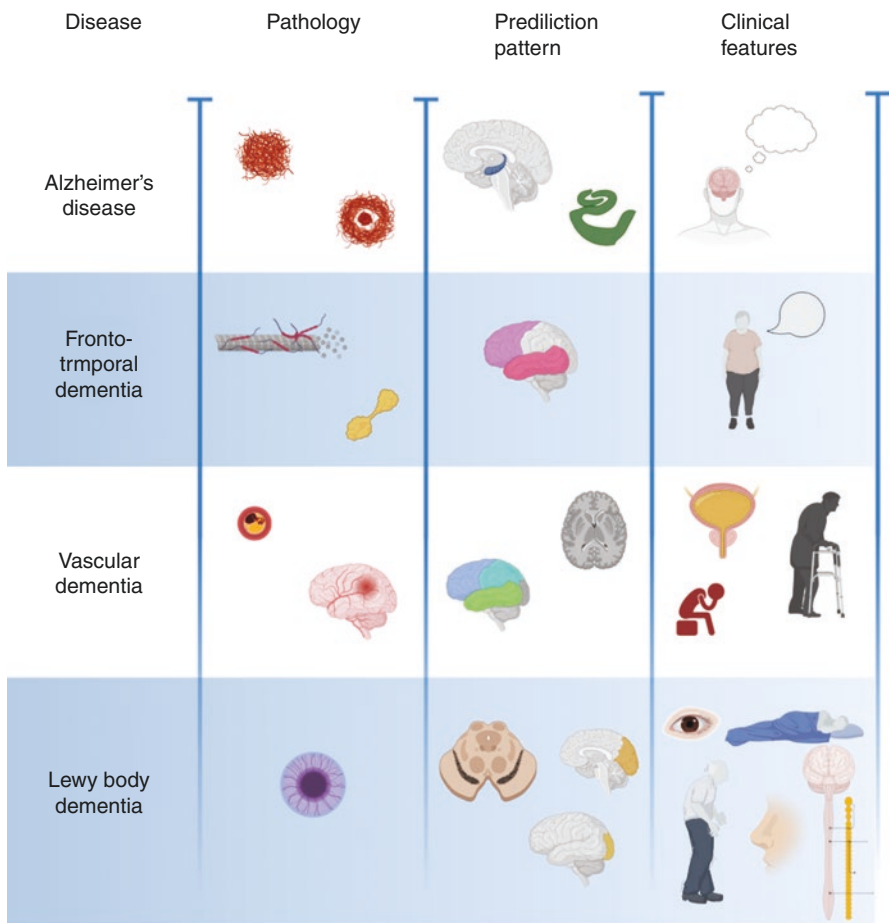 Disease
Pathology
Prediliction
pattern
Clinical
features
Alzheimer's
disease
Fronto-
trmporal
dementia
Vascular
dementia
Lewy body
dementia